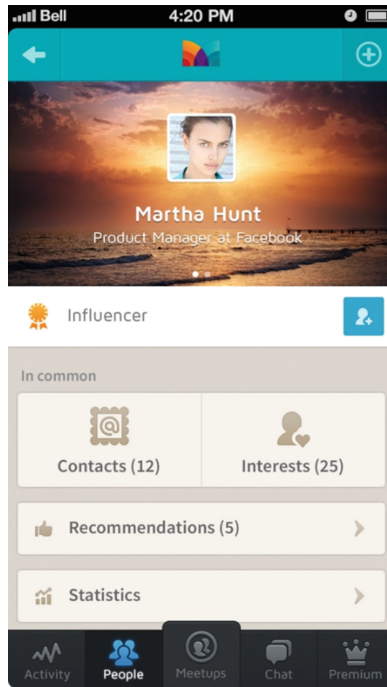 Bell 4:20 PM
Martha Hunt
Product Manager at Facebook
Influencer
In common
Contacts (12) Interests (25)
Recommendations (5)
Statistics
Activity People Meetups Chat Premium